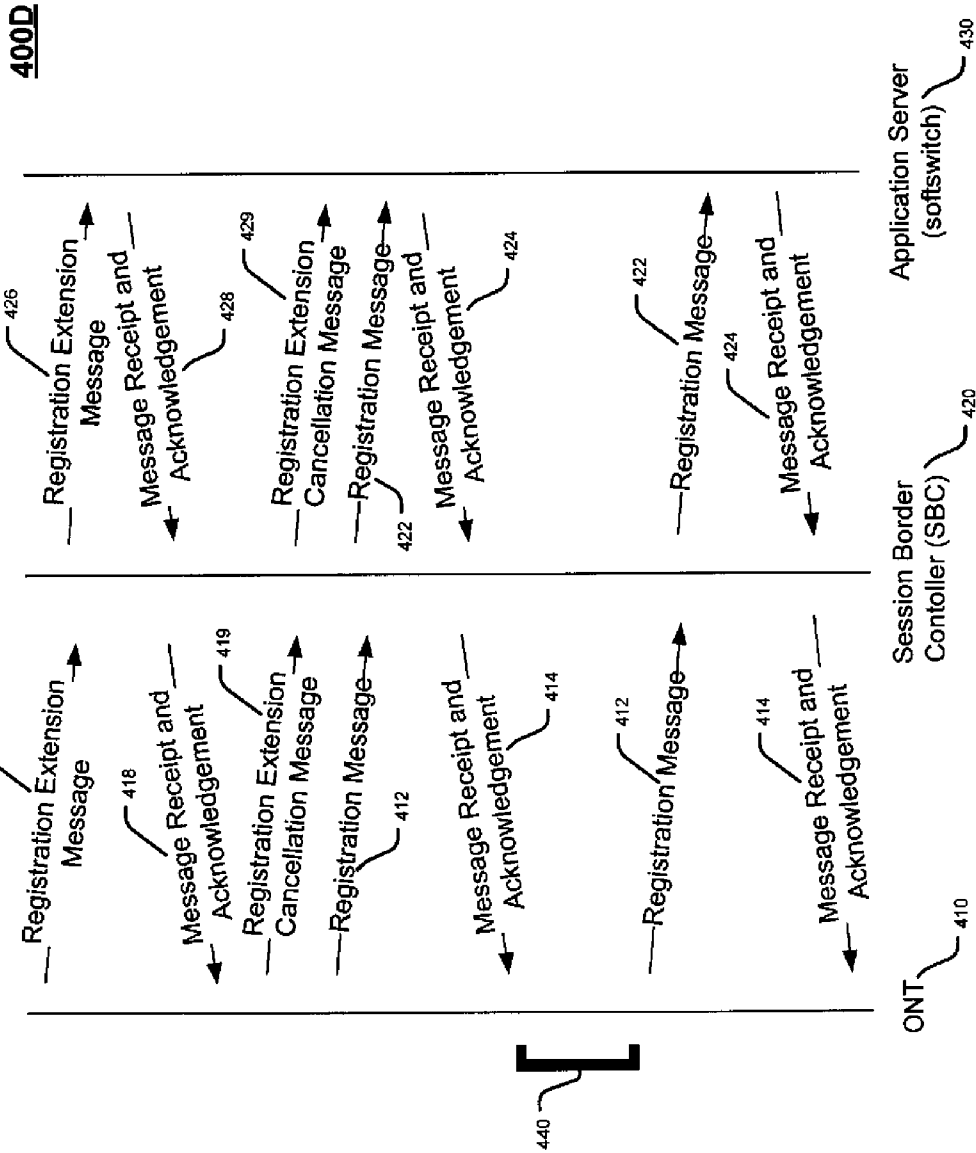 400D
426
Registration Extension
Message
Registration Extension
Message
Message Receipt and
Acknowledgement
428
418
Message Receipt and
Acknowledgement
419
429
Registration Extension
Cancellation Message
Registration Extension
Cancellation Message
Registration Message
422
Registration Message
412
Message Receipt and
Acknowledgement
424
Message Receipt and
Acknowledgement
414
440
412
Registration Message
422
Registration Message
424
Message Receipt and
Acknowledgement
414
Message Receipt and
Acknowledgement
ONT
410
Session Border
Contoller (SBC)
420
Application Server
(softswitch)
430